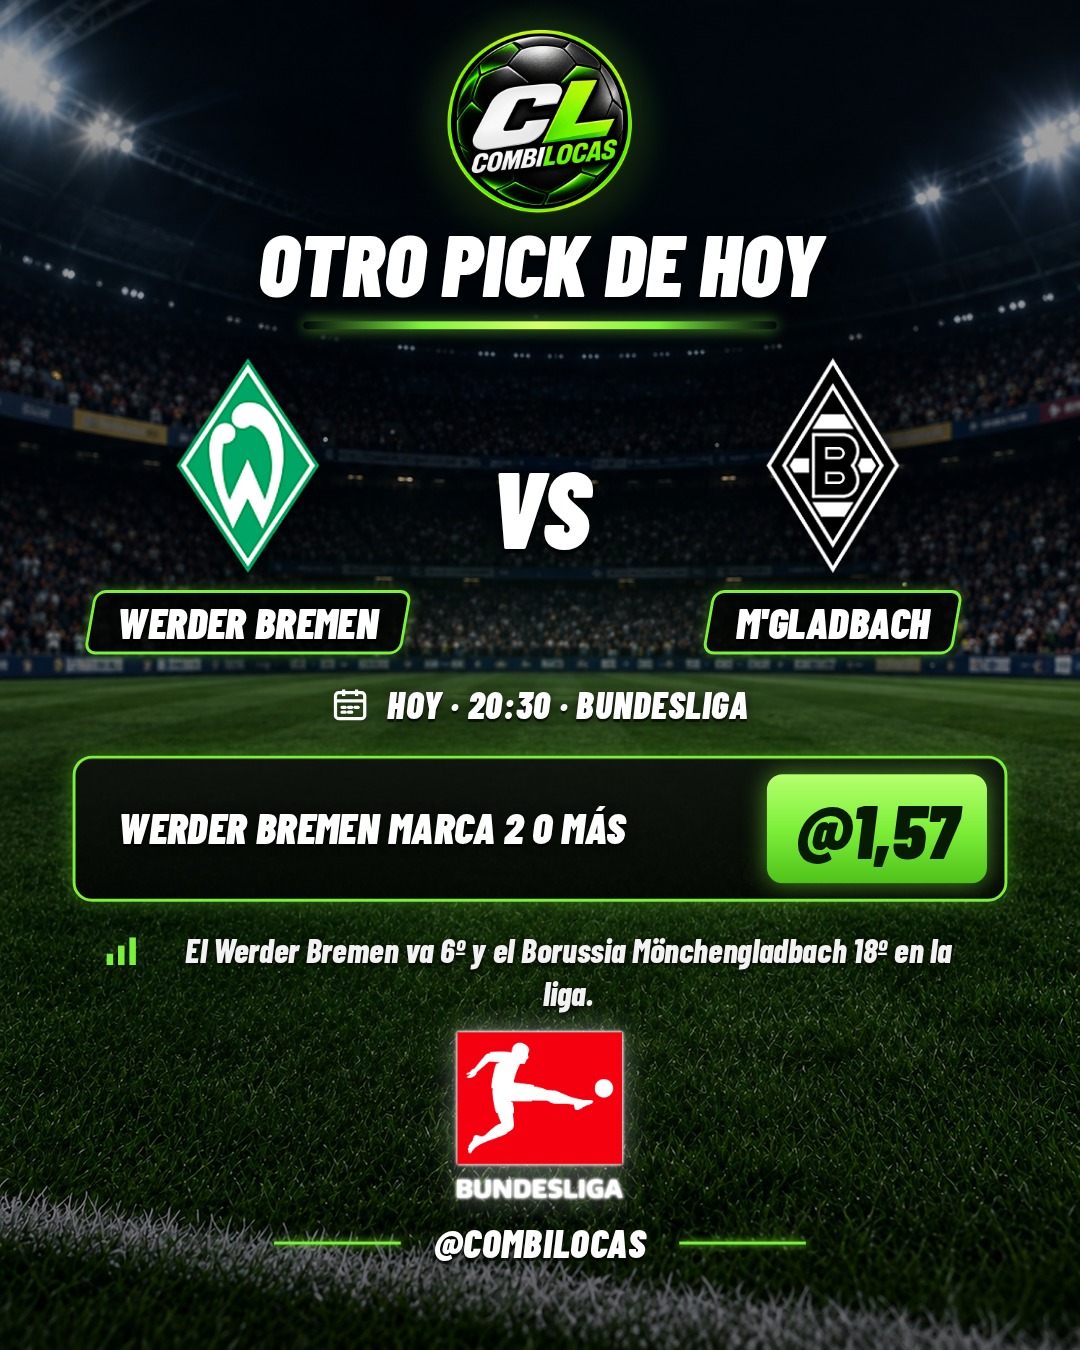 CL
COMBILOCAS
OTRO PICK DE HOY
VS
WERDER BREMEN
M'GLADBACH
HOY · 20:30 · BUNDESLIGA
WERDER BREMEN MARCA 2 O MÁS
@1,57
El Werder Bremen va 6º y el Borussia Mönchengladbach 18º en la
liga.
BUNDESLIGA
@COMBILOCAS